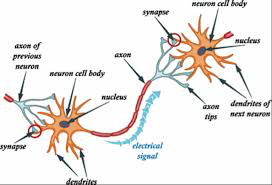 synapse
neuron cell body
axon of
previous
neuron
neuron cell body
axon
nucleus
nucleus
synapse
dendrites
electrical
signal
axon
tips
dendrites of
next neuron